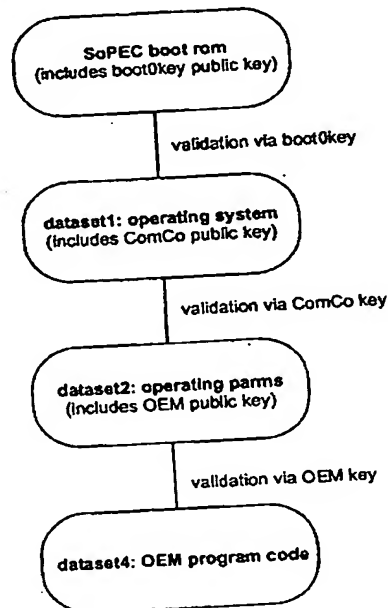 SoPEC boot rom
(includes boot0key public key)
validation via boot0key
dataset1: operating system
(includes ComCo public key)
validation via ComCo key
dataset2: operating parms
(includes OEM public key)
validation via OEM key
dataset4: OEM program code